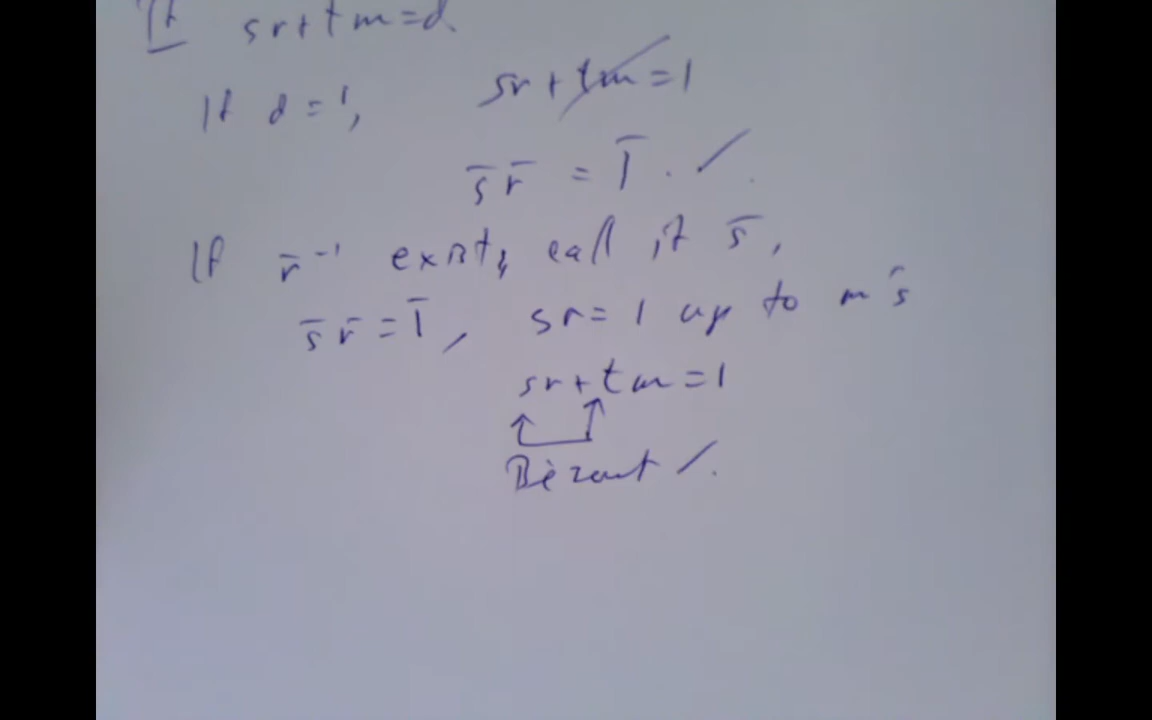 If sr + tm = d
If d = 1, sr + tm = 1
s̄ r̄ = 1̄ . ✓.
If r̄⁻¹ exists, call it s̄,
s̄ r̄ = 1̄, sr = 1 up to m's
sr + tm = 1
Bézout ✓.